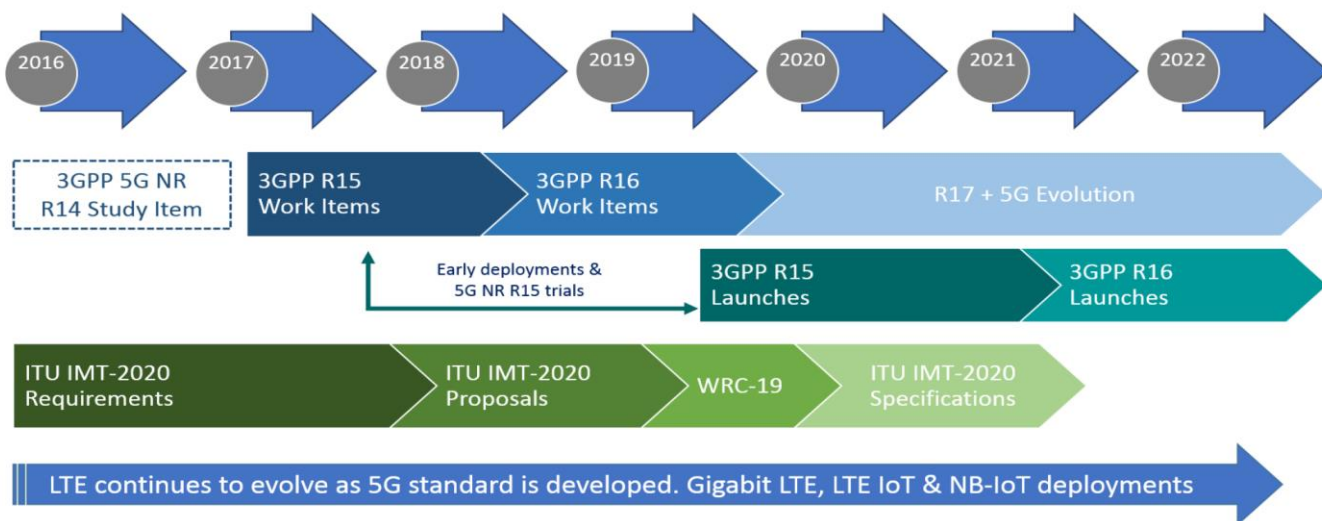 2016
2017
2018
2019
2020
2021
2022
3GPP 5G NR
R14 Study Item
3GPP R15
Work Items
3GPP R16
Work Items
R17 + 5G Evolution
Early deployments &
5G NR R15 trials
3GPP R15
Launches
3GPP R16
Launches
ITU IMT-2020
Requirements
ITU IMT-2020
Proposals
WRC-19
ITU IMT-2020
Specifications
LTE continues to evolve as 5G standard is developed. Gigabit LTE, LTE IoT & NB-IoT deployments